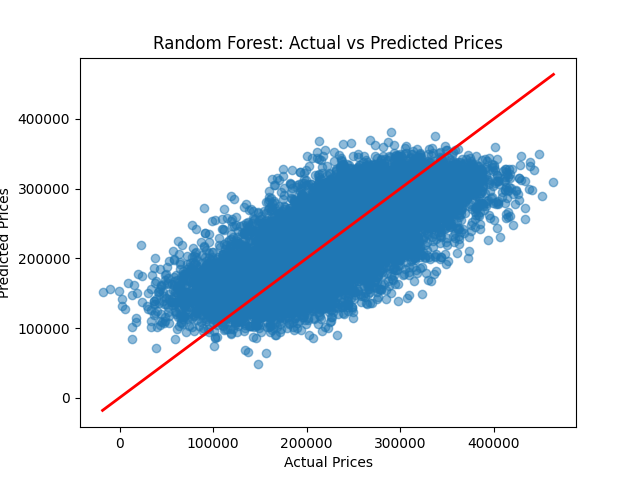 Random Forest: Actual vs Predicted Prices
Predicted Prices
400000
300000
200000
100000
0
0 100000 200000 300000 400000
Actual Prices